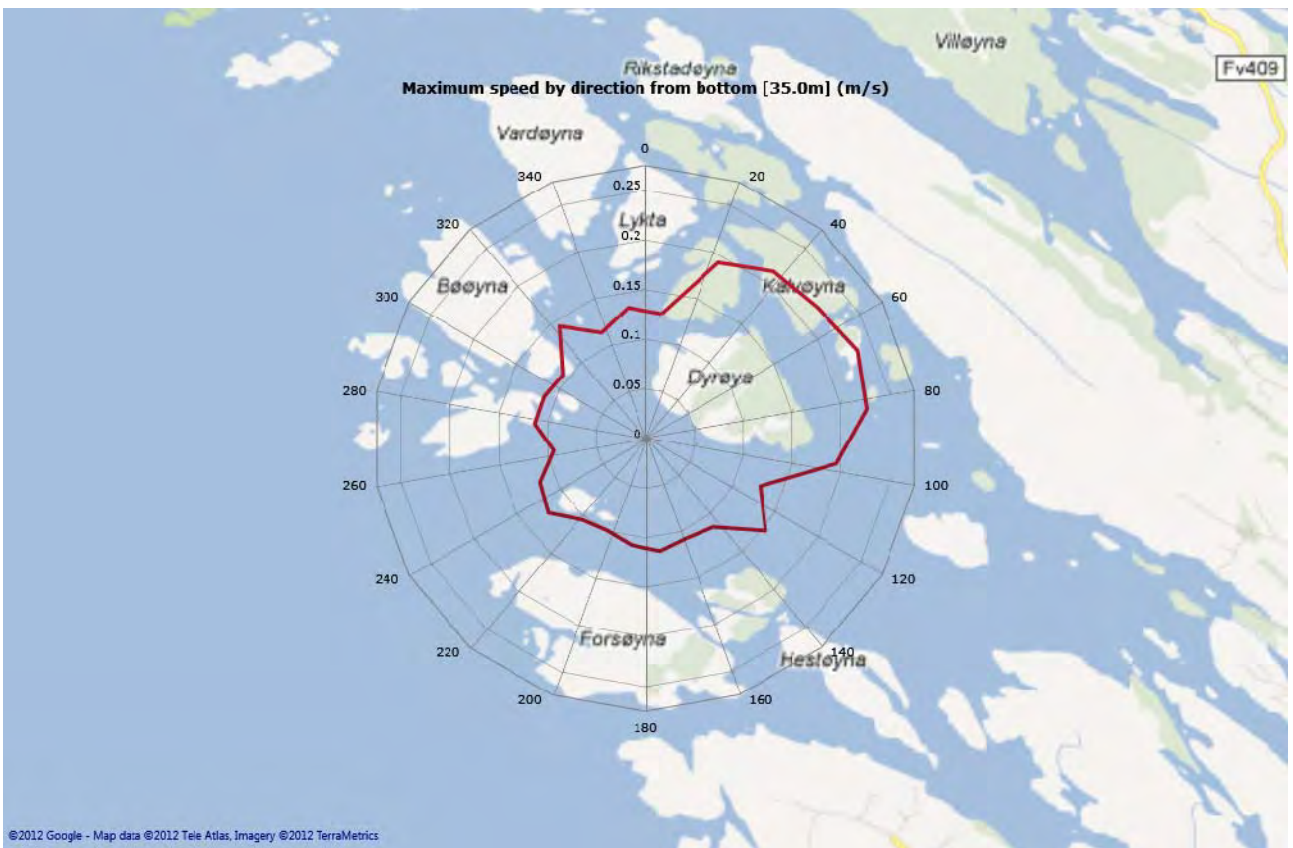 Villøyna
Fv409
Rikstadøyna
Maximum speed by direction from bottom [35.0m] (m/s)
Vardøyna
0
340
20
0.25
320
Lykta
40
0.2
Bøøyna
Kalvøyna
300
0.15
60
0.1
Dyrøya
0.05
280
80
0
260
100
240
120
Forsøyna
220
140
Hestøyna
200
160
180
©2012 Google - Map data ©2012 Tele Atlas, Imagery ©2012 TerraMetrics